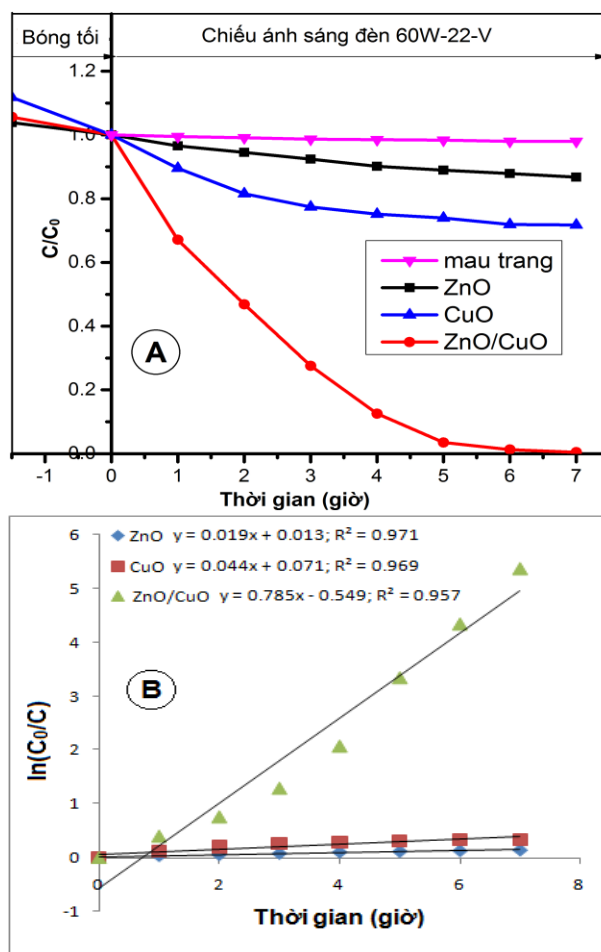 Bóng tối
Chiếu ánh sáng đèn 60W-22-V
1.2
1.0
0.8
0.6
0.4
0.2
0.0
C/C0
mau trang
ZnO
CuO
ZnO/CuO
A
-1 0 1 2 3 4 5 6 7
Thời gian (giờ)
6
5
4
3
2
1
0
-1
ln(C0/C)
ZnO y = 0.019x + 0.013; R² = 0.971
CuO y = 0.044x + 0.071; R² = 0.969
ZnO/CuO y = 0.785x - 0.549; R² = 0.957
B
0 2 4 6 8
Thời gian (giờ)